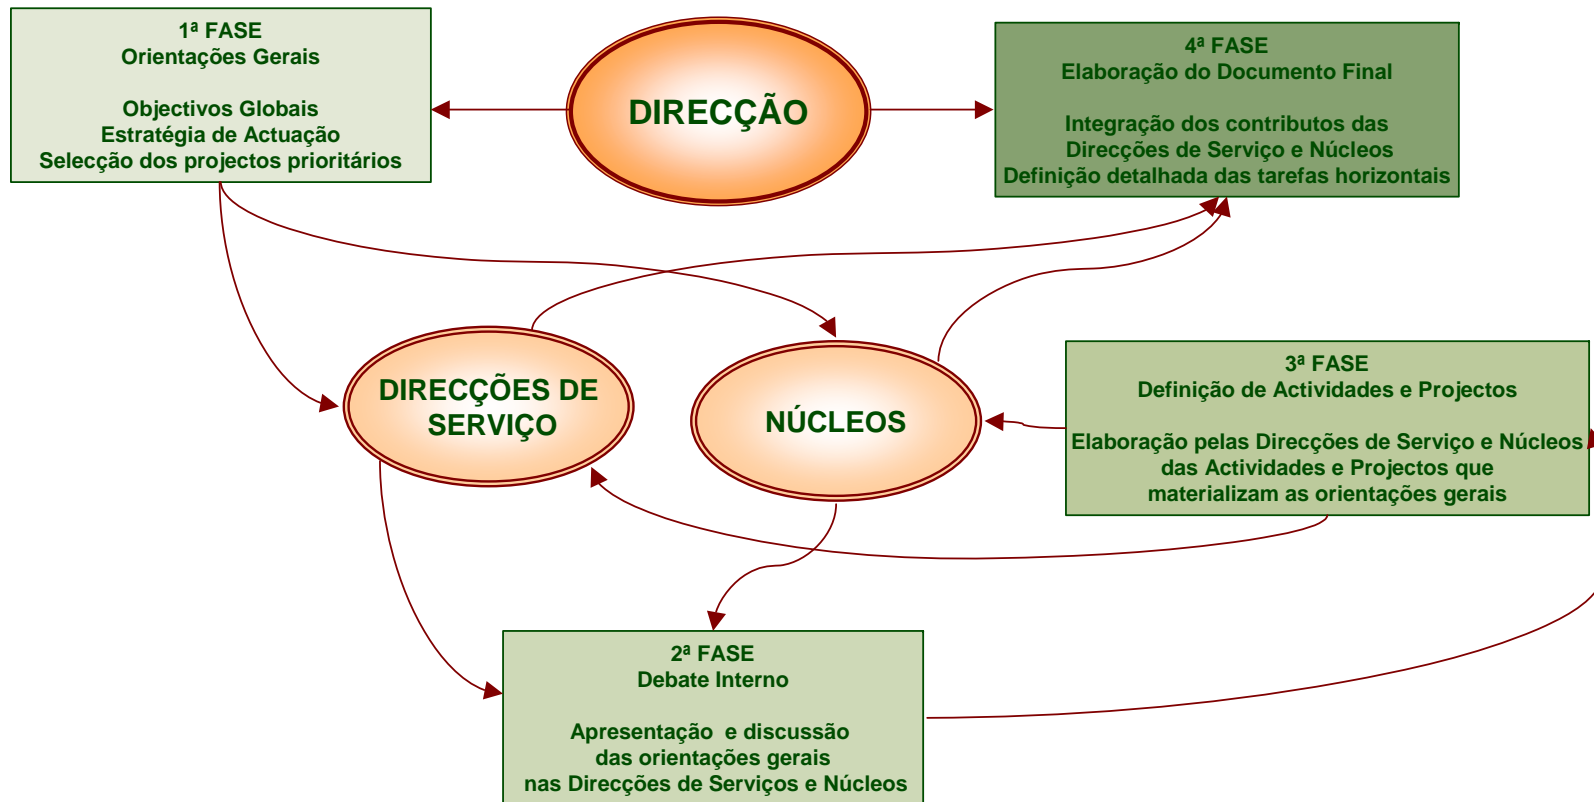 1ª FASE
Orientações Gerais
Objectivos Globais
Estratégia de Actuação
Selecção dos projectos prioritários
DIRECÇÃO
4ª FASE
Elaboração do Documento Final
Integração dos contributos das
Direcções de Serviço e Núcleos
Definição detalhada das tarefas horizontais
DIRECÇÕES DE
SERVIÇO
NÚCLEOS
3ª FASE
Definição de Actividades e Projectos
Elaboração pelas Direcções de Serviço e Núcleos
das Actividades e Projectos que
materializam as orientações gerais
2ª FASE
Debate Interno
Apresentação e discussão
das orientações gerais
nas Direcções de Serviços e Núcleos